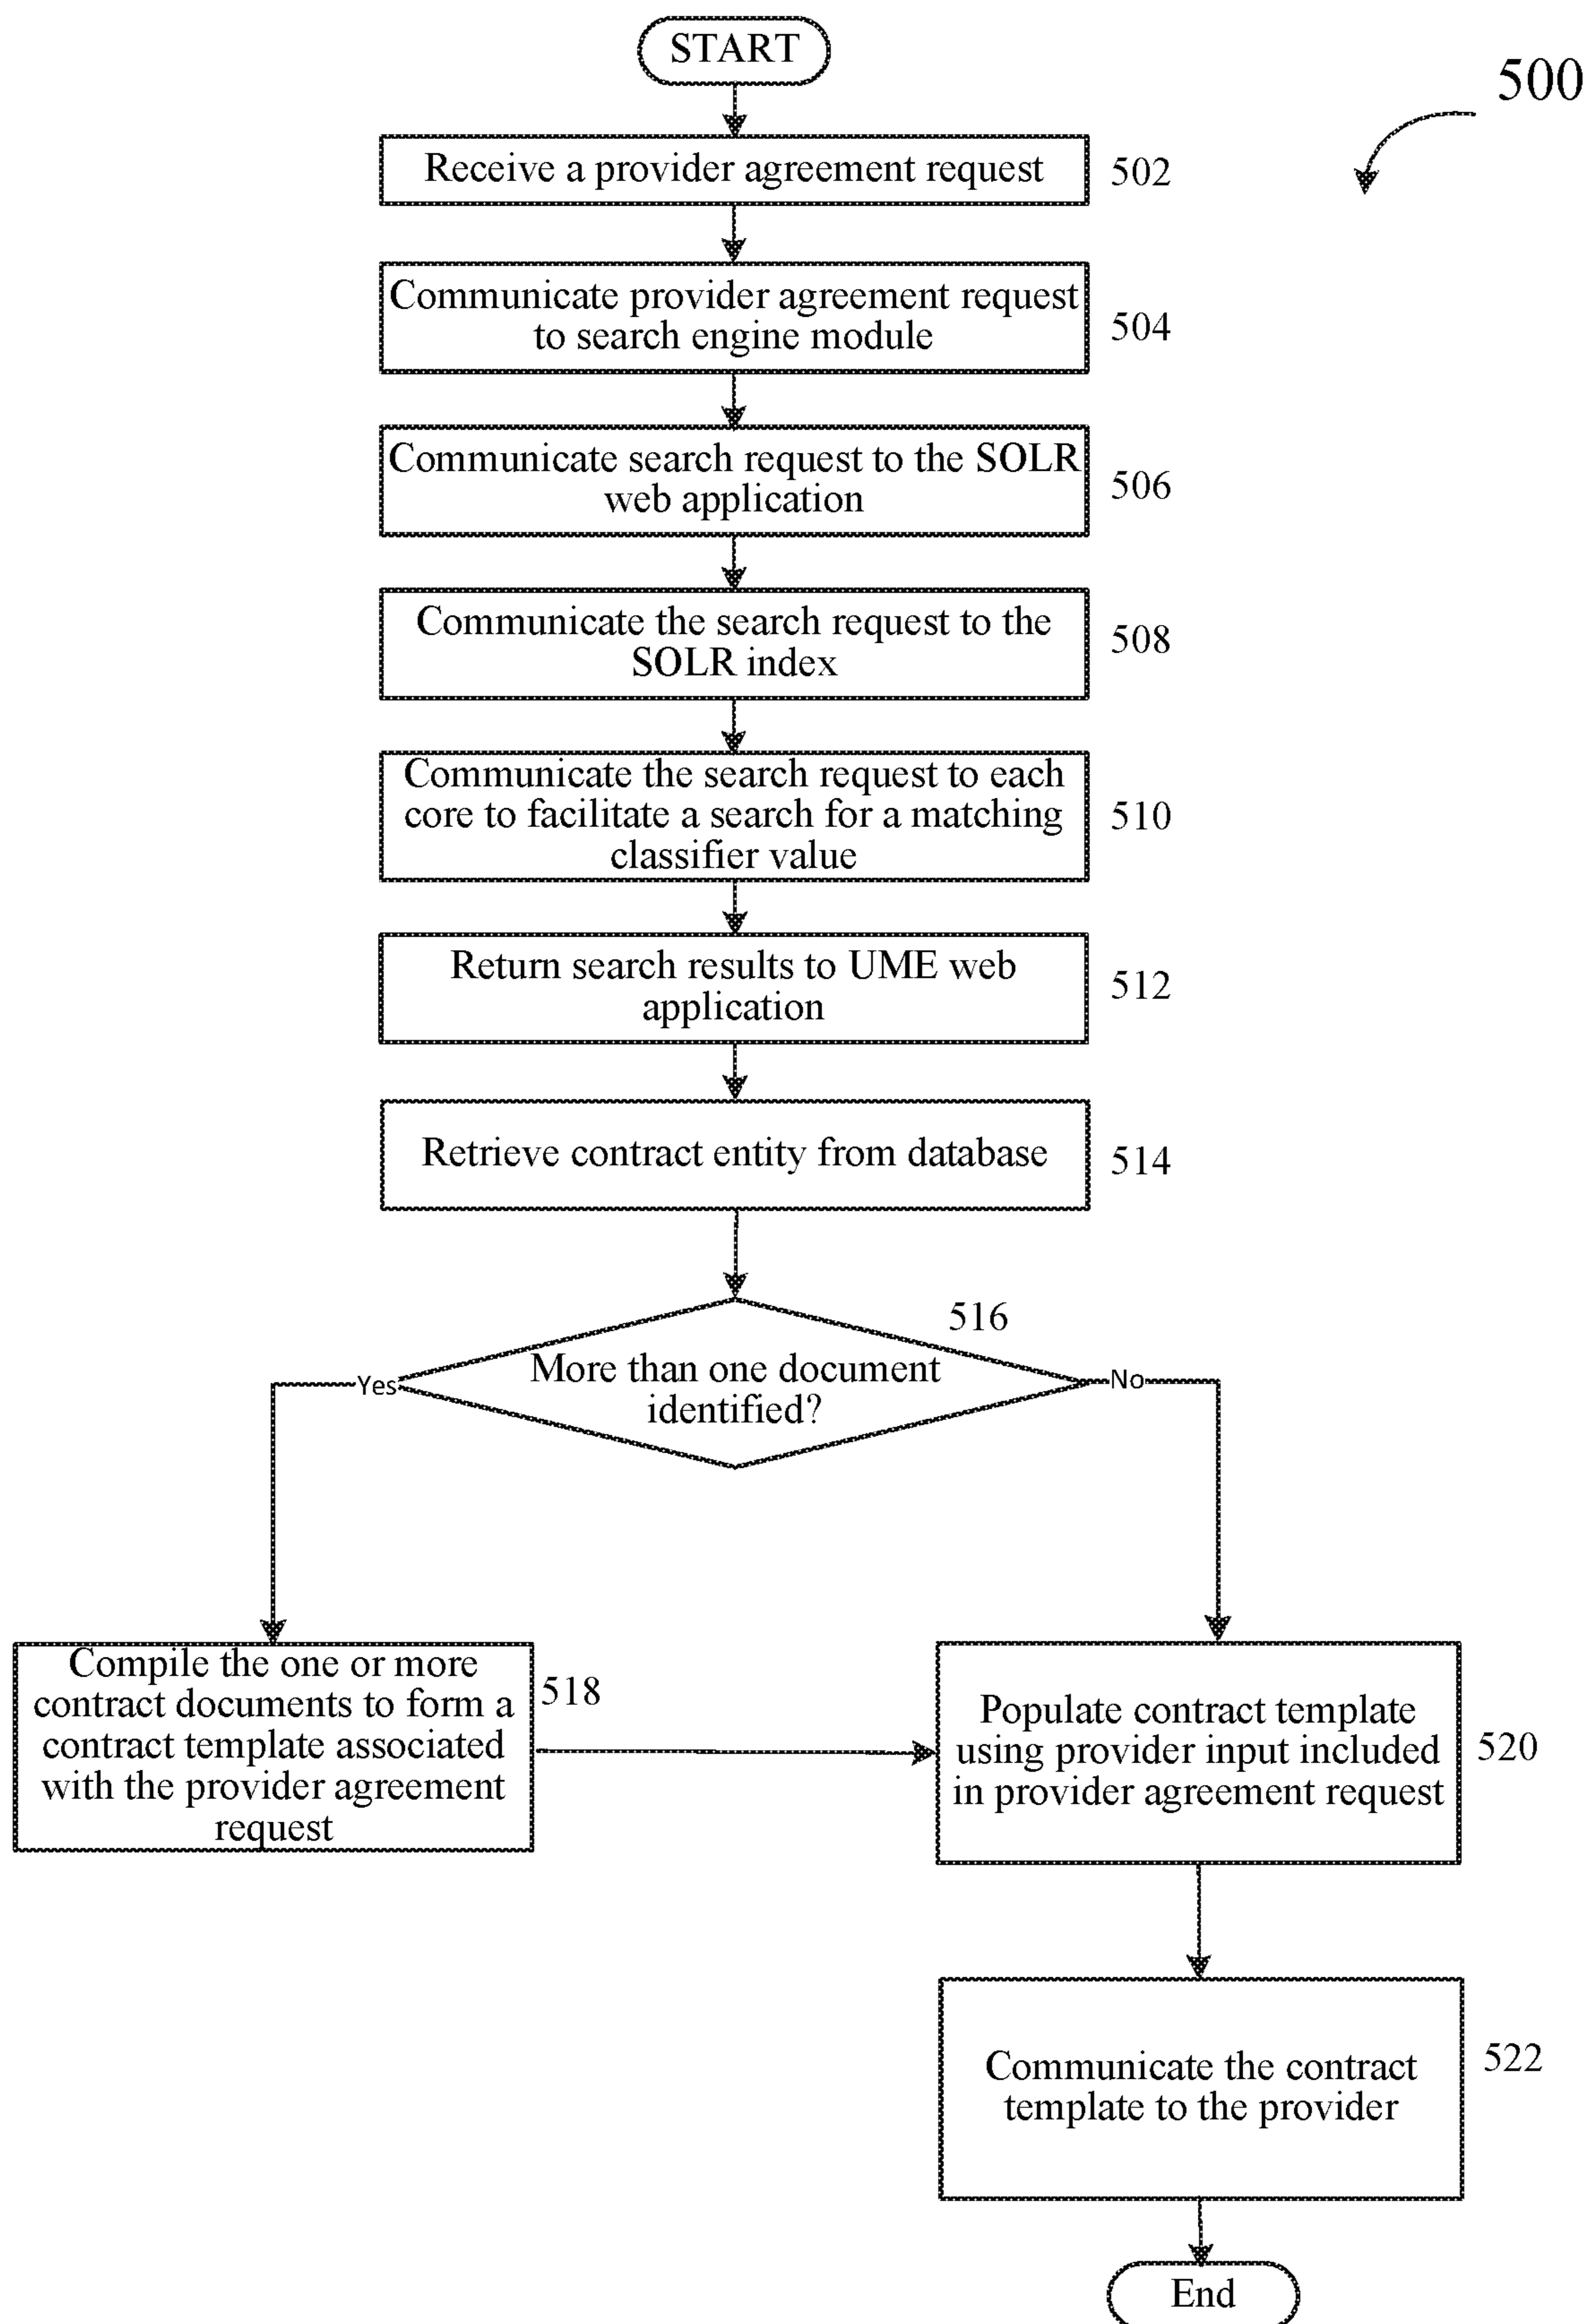 START
500
Receive a provider agreement request
502
Communicate provider agreement request
to search engine module
504
Communicate search request to the SOLR
web application
506
Communicate the search request to the
SOLR index
508
Communicate the search request to each
core to facilitate a search for a matching
classifier value
510
Return search results to UME web
application
512
Retrieve contract entity from database
514
516
More than one document
identified?
Yes
No
Compile the one or more
contract documents to form a
contract template associated
with the provider agreement
request
518
Populate contract template
using provider input included
in provider agreement request
520
Communicate the contract
template to the provider
522
End